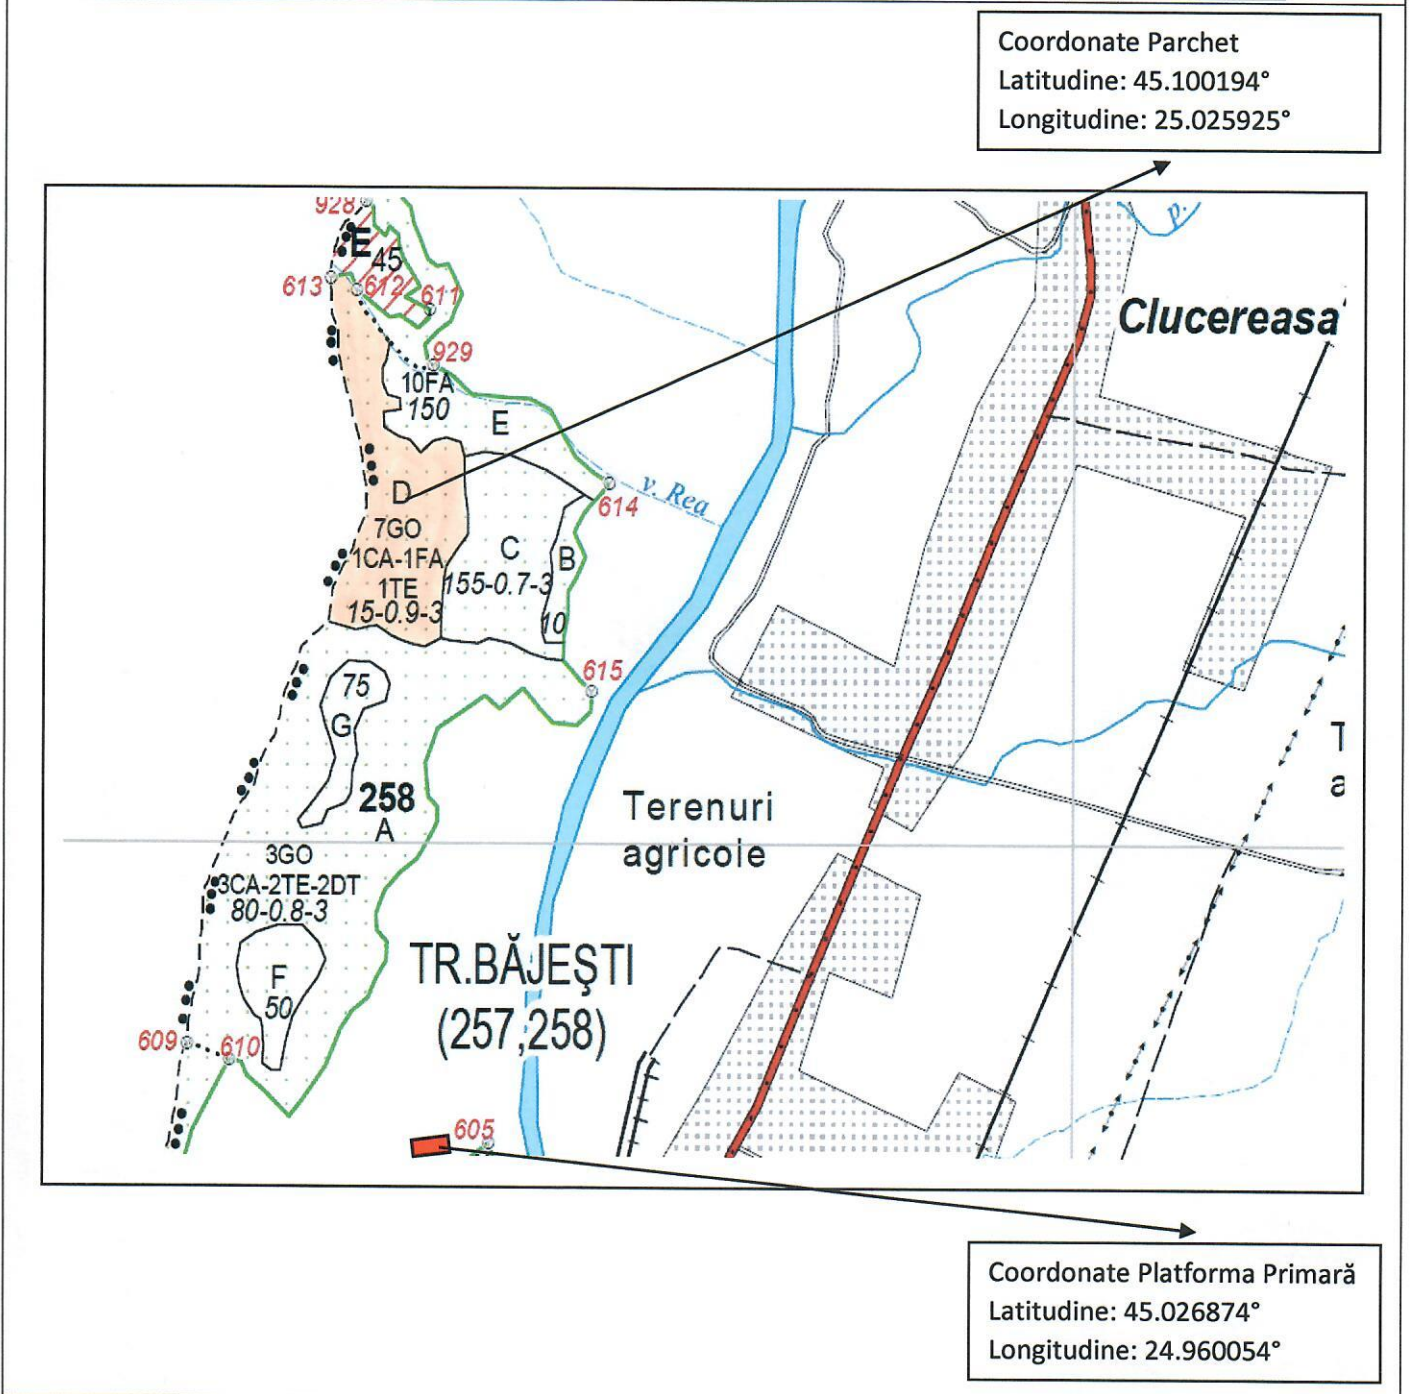 Coordonate Parchet
Latitudine: 45.100194°
Longitudine: 25.025925°
928
E
45
613
612
611
929
10FA
150
E
Clucereasa
p.
v. Rea
614
D
7GO
1CA-1FA
1TE
15-0.9-3
C
155-0.7-3
B
10
615
75
G
258
A
T
a
Terenuri
agricole
3GO
3CA-2TE-2DT
80-0.8-3
TR.BĂJEŞTI
(257,258)
F
50
609
610
605
Coordonate Platforma Primară
Latitudine: 45.026874°
Longitudine: 24.960054°